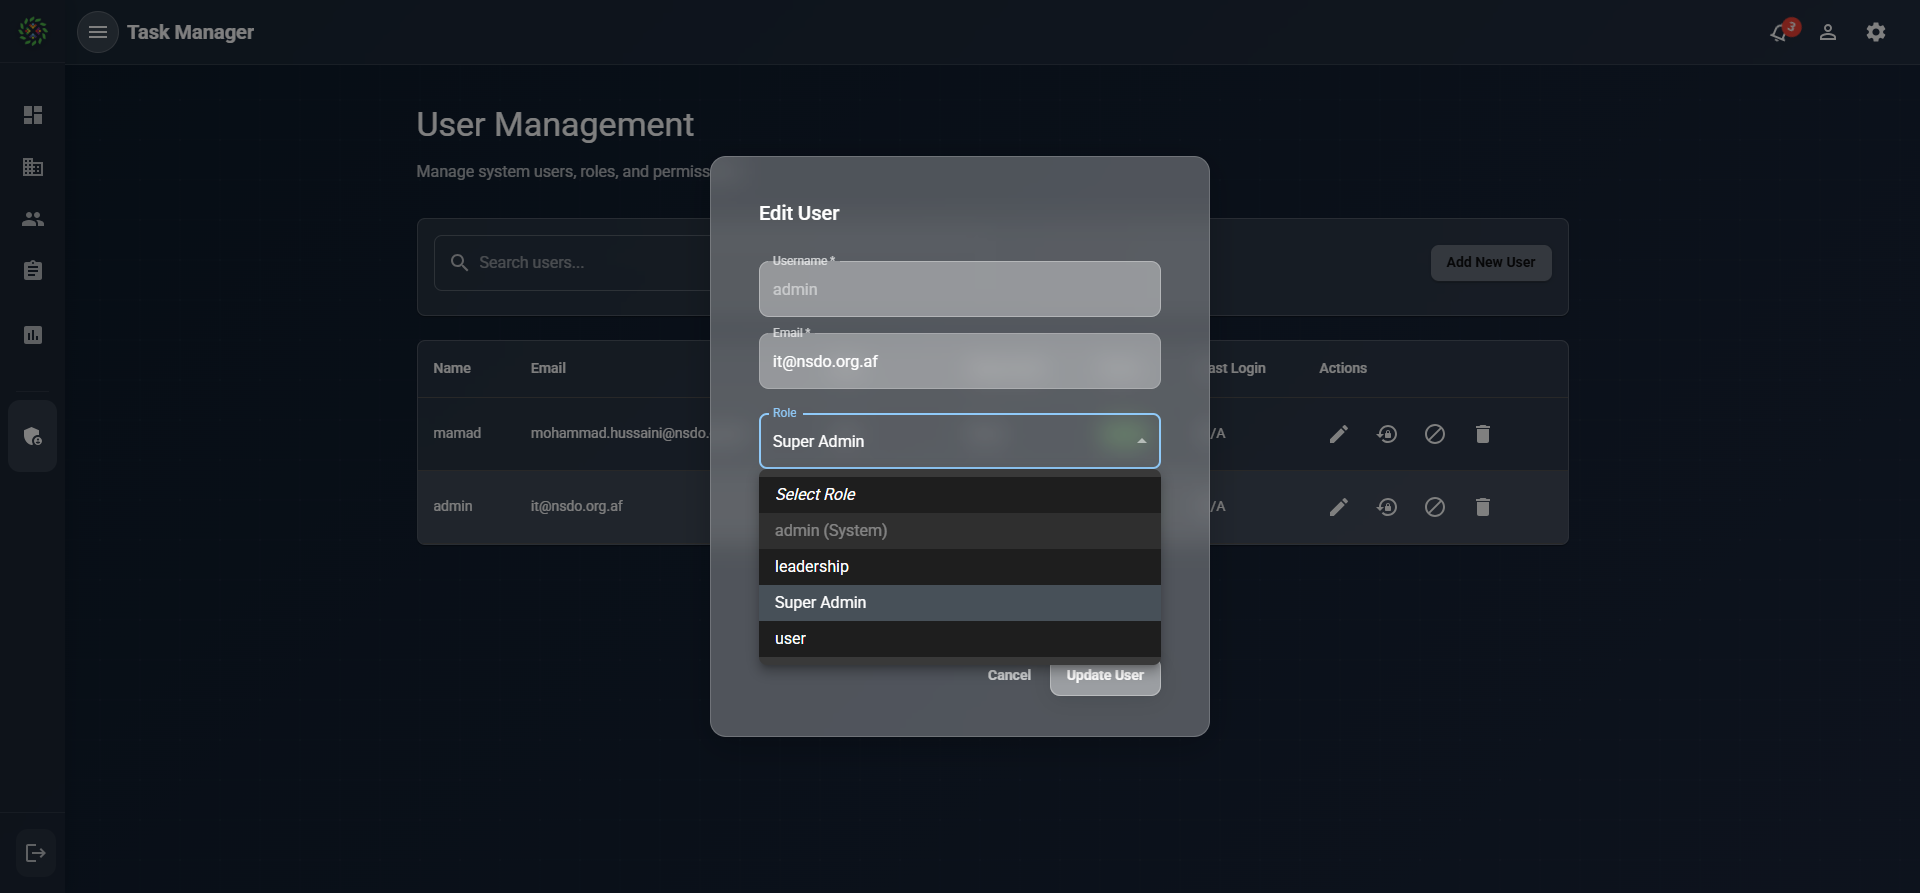 Task Manager
3
User Management
Manage system users, roles, and permiss
Search users...
Add New User
Name Email ast Login Actions
mamad mohammad.hussaini@nsdo. /A
admin it@nsdo.org.af /A
Edit User
Username *
admin
Email *
it@nsdo.org.af
Role
Super Admin
Select Role
admin (System)
leadership
Super Admin
user
Cancel Update User